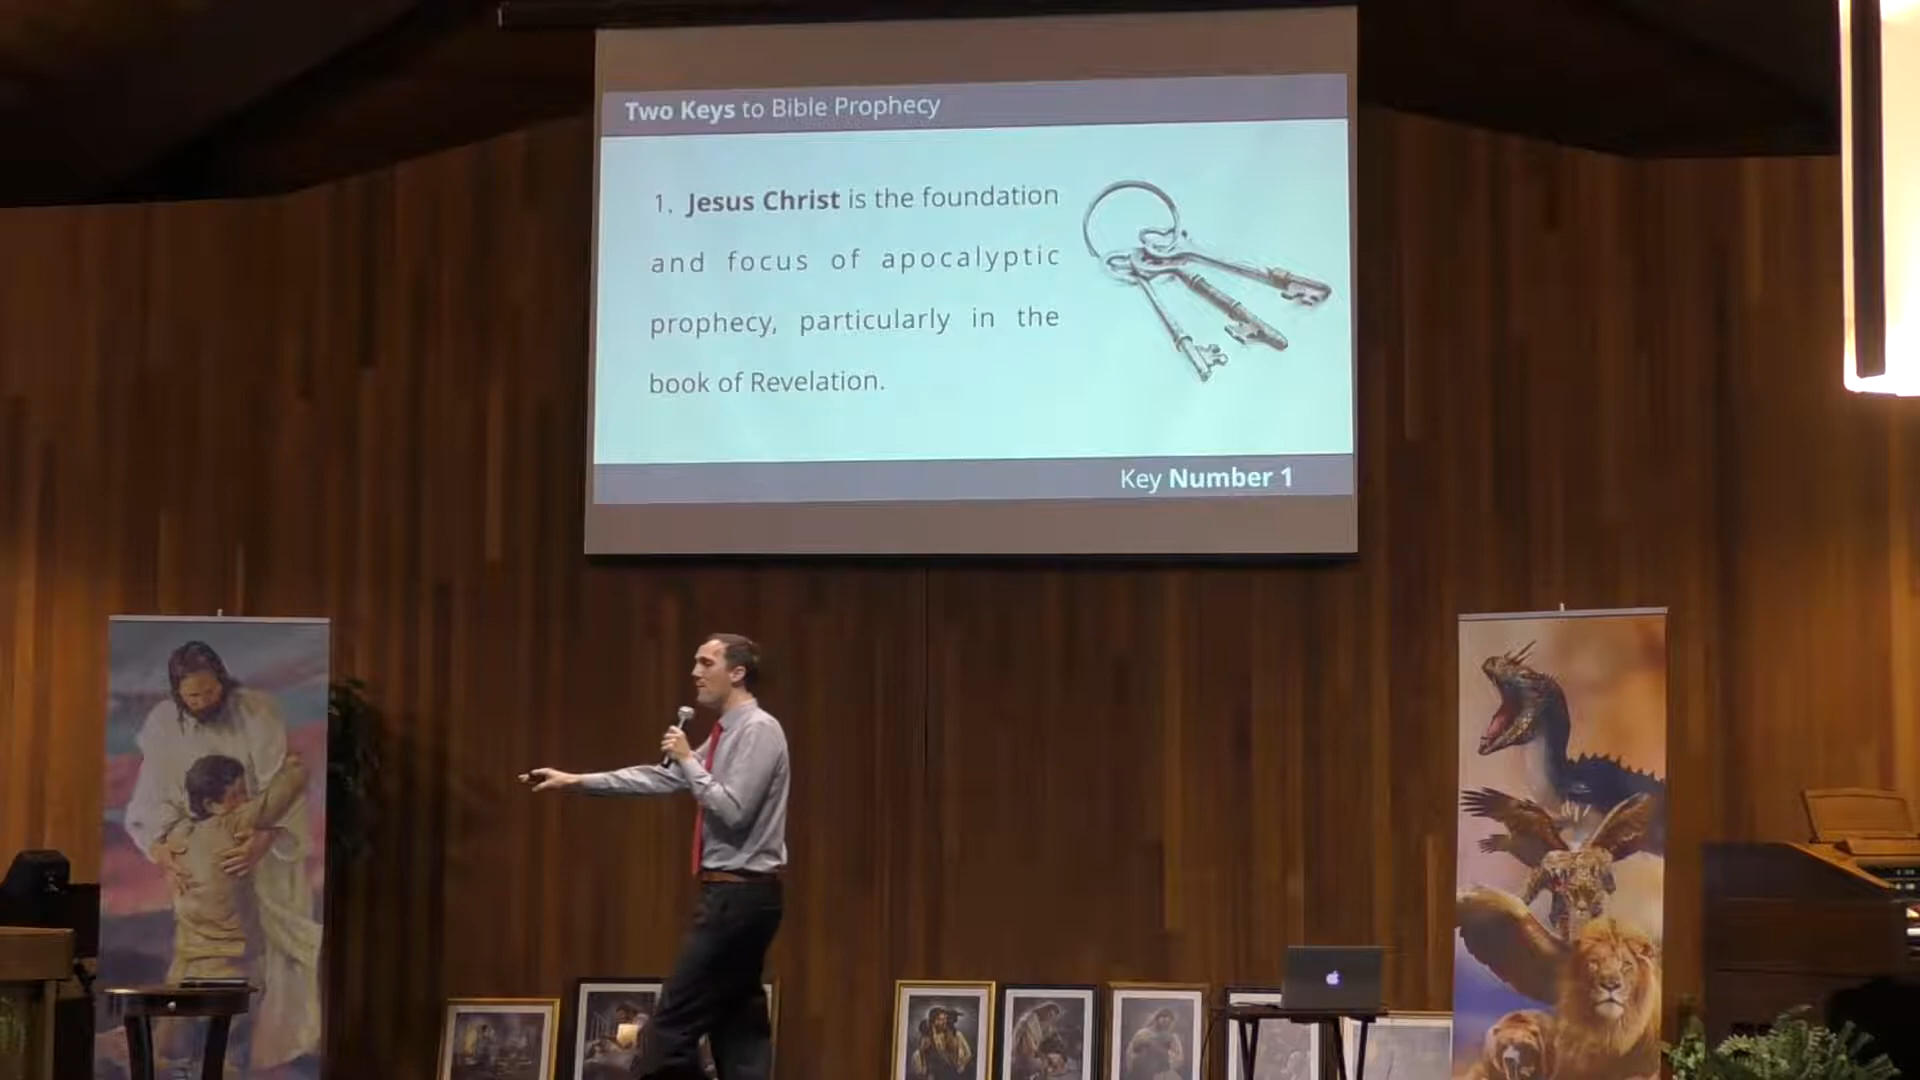 Two Keys to Bible Prophecy
1. Jesus Christ is the foundation
and focus of apocalyptic
prophecy, particularly in the
book of Revelation.
Key Number 1